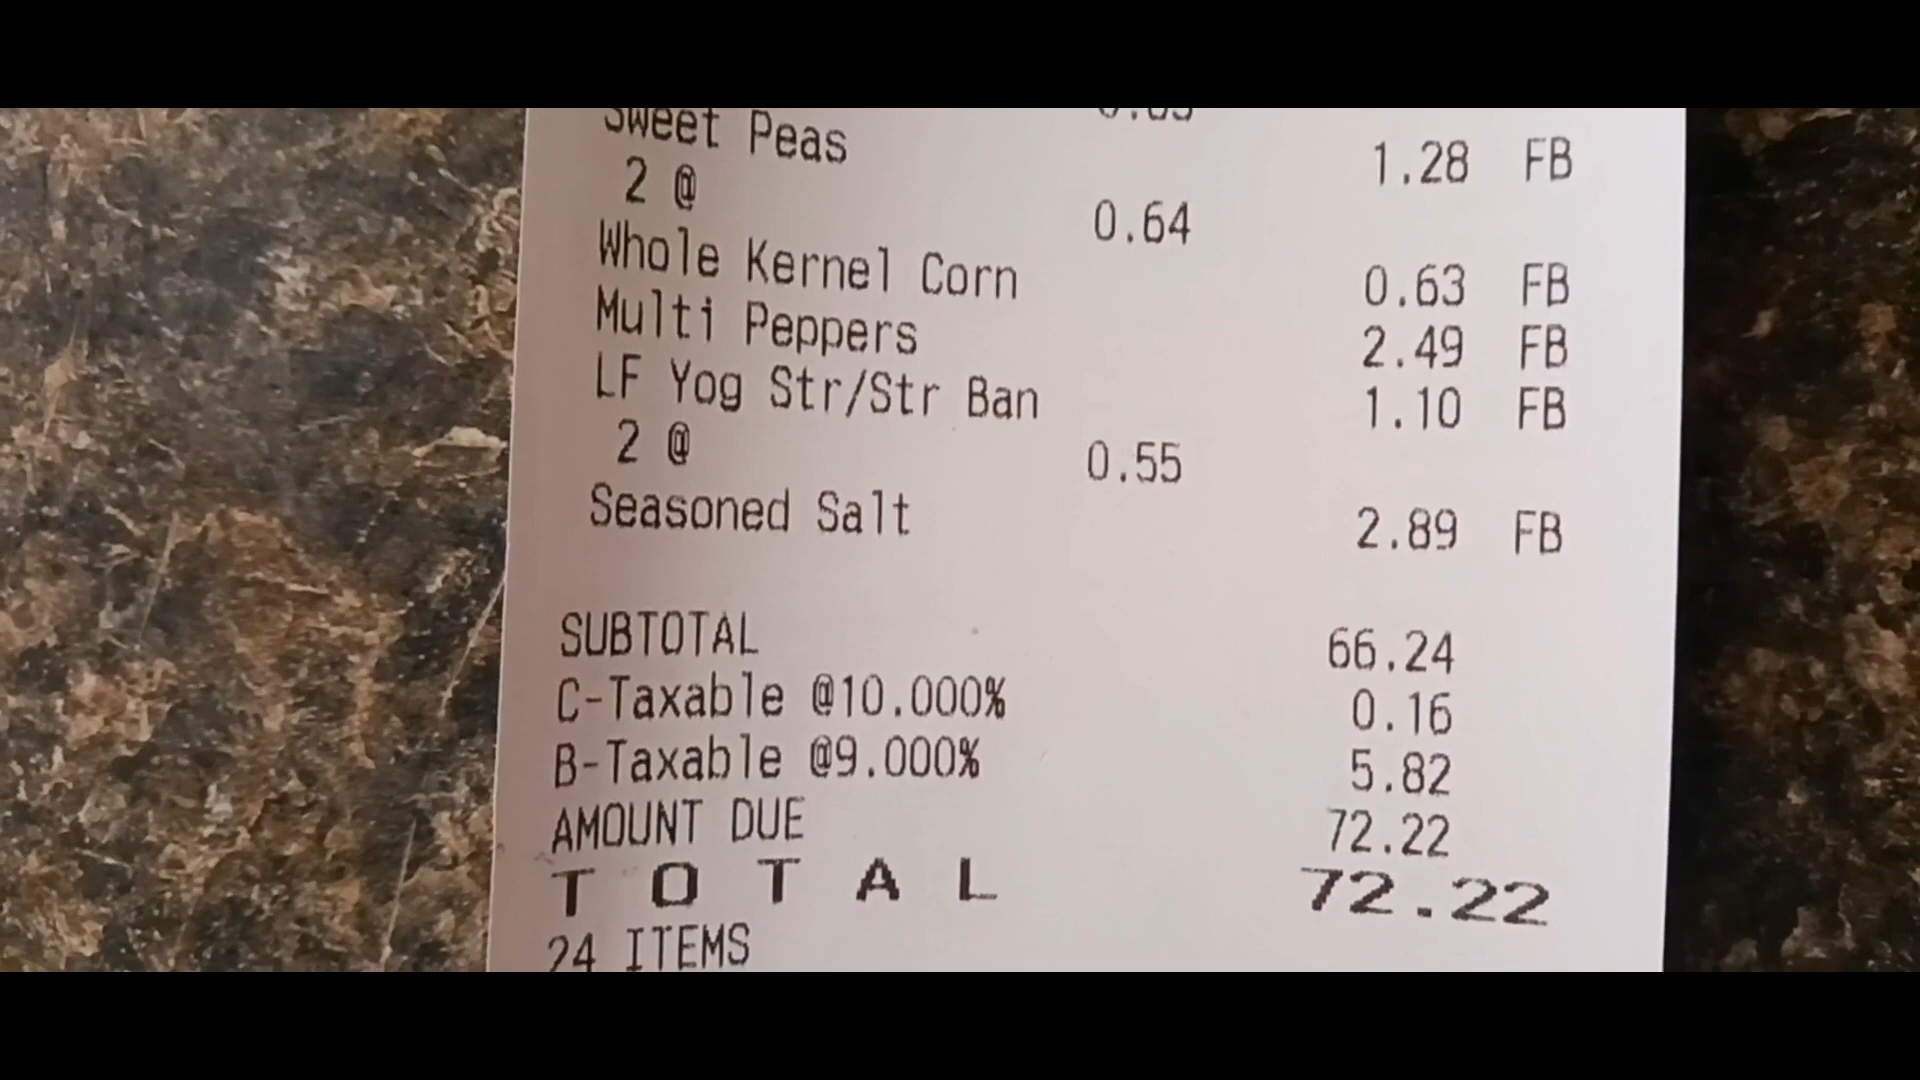 Sweet Peas 1.28 FB
2 @ 0.64
Whole Kernel Corn 0.63 FB
Multi Peppers 2.49 FB
LF Yog Str/Str Ban 1.10 FB
2 @ 0.55
Seasoned Salt 2.89 FB
SUBTOTAL 66.24
C-Taxable @10.000% 0.16
B-Taxable @9.000% 5.82
AMOUNT DUE 72.22
TOTAL 72.22
24 ITEMS